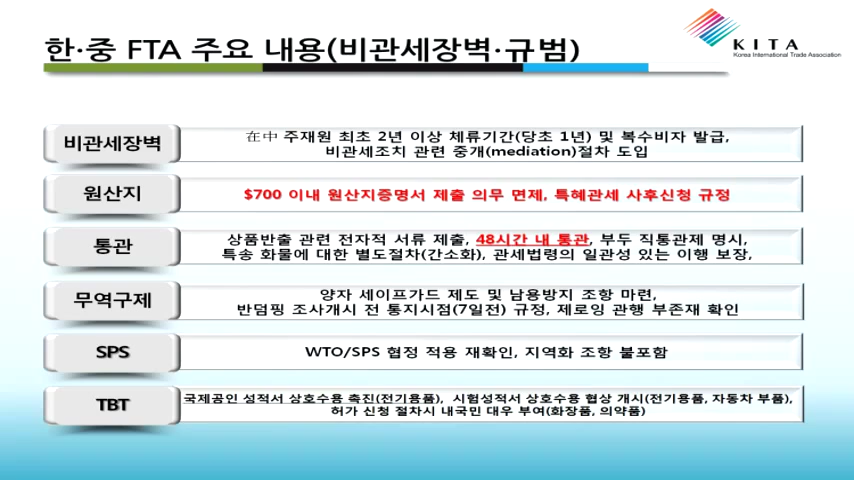 한·중 FTA 주요 내용(비관세장벽·규범)
KITA
Korea International Trade Association
비관세장벽
在中 주재원 최초 2년 이상 체류기간(당초 1년) 및 복수비자 발급,
비관세조치 관련 중개(mediation)절차 도입
원산지
$700 이내 원산지증명서 제출 의무 면제, 특혜관세 사후신청 규정
통관
상품반출 관련 전자적 서류 제출, 48시간 내 통관, 부두 직통관제 명시,
특송 화물에 대한 별도절차(간소화), 관세법령의 일관성 있는 이행 보장,
무역구제
양자 세이프가드 제도 및 남용방지 조항 마련,
반덤핑 조사개시 전 통지시점(7일전) 규정, 제로잉 관행 부존재 확인
SPS
WTO/SPS 협정 적용 재확인, 지역화 조항 불포함
TBT
국제공인 성적서 상호수용 촉진(전기용품), 시험성적서 상호수용 협상 개시(전기용품, 자동차 부품),
허가 신청 절차시 내국민 대우 부여(화장품, 의약품)